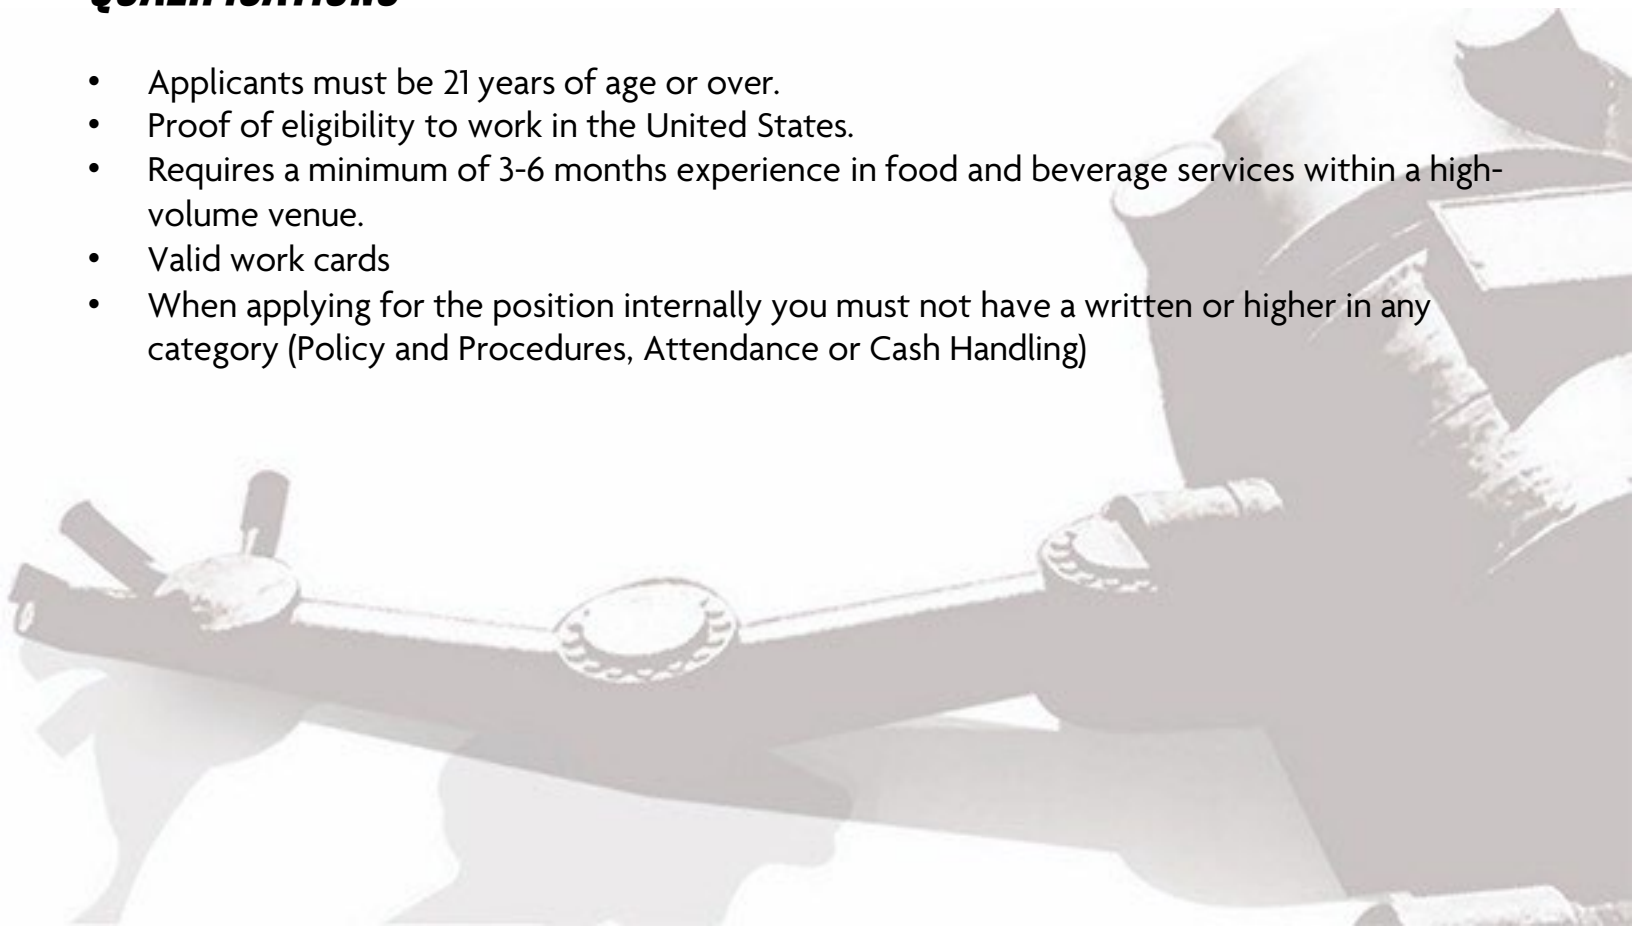 QUALIFICATIONS
• Applicants must be 21 years of age or over.
• Proof of eligibility to work in the United States.
• Requires a minimum of 3-6 months experience in food and beverage services within a high-
volume venue.
• Valid work cards
• When applying for the position internally you must not have a written or higher in any
category (Policy and Procedures, Attendance or Cash Handling)